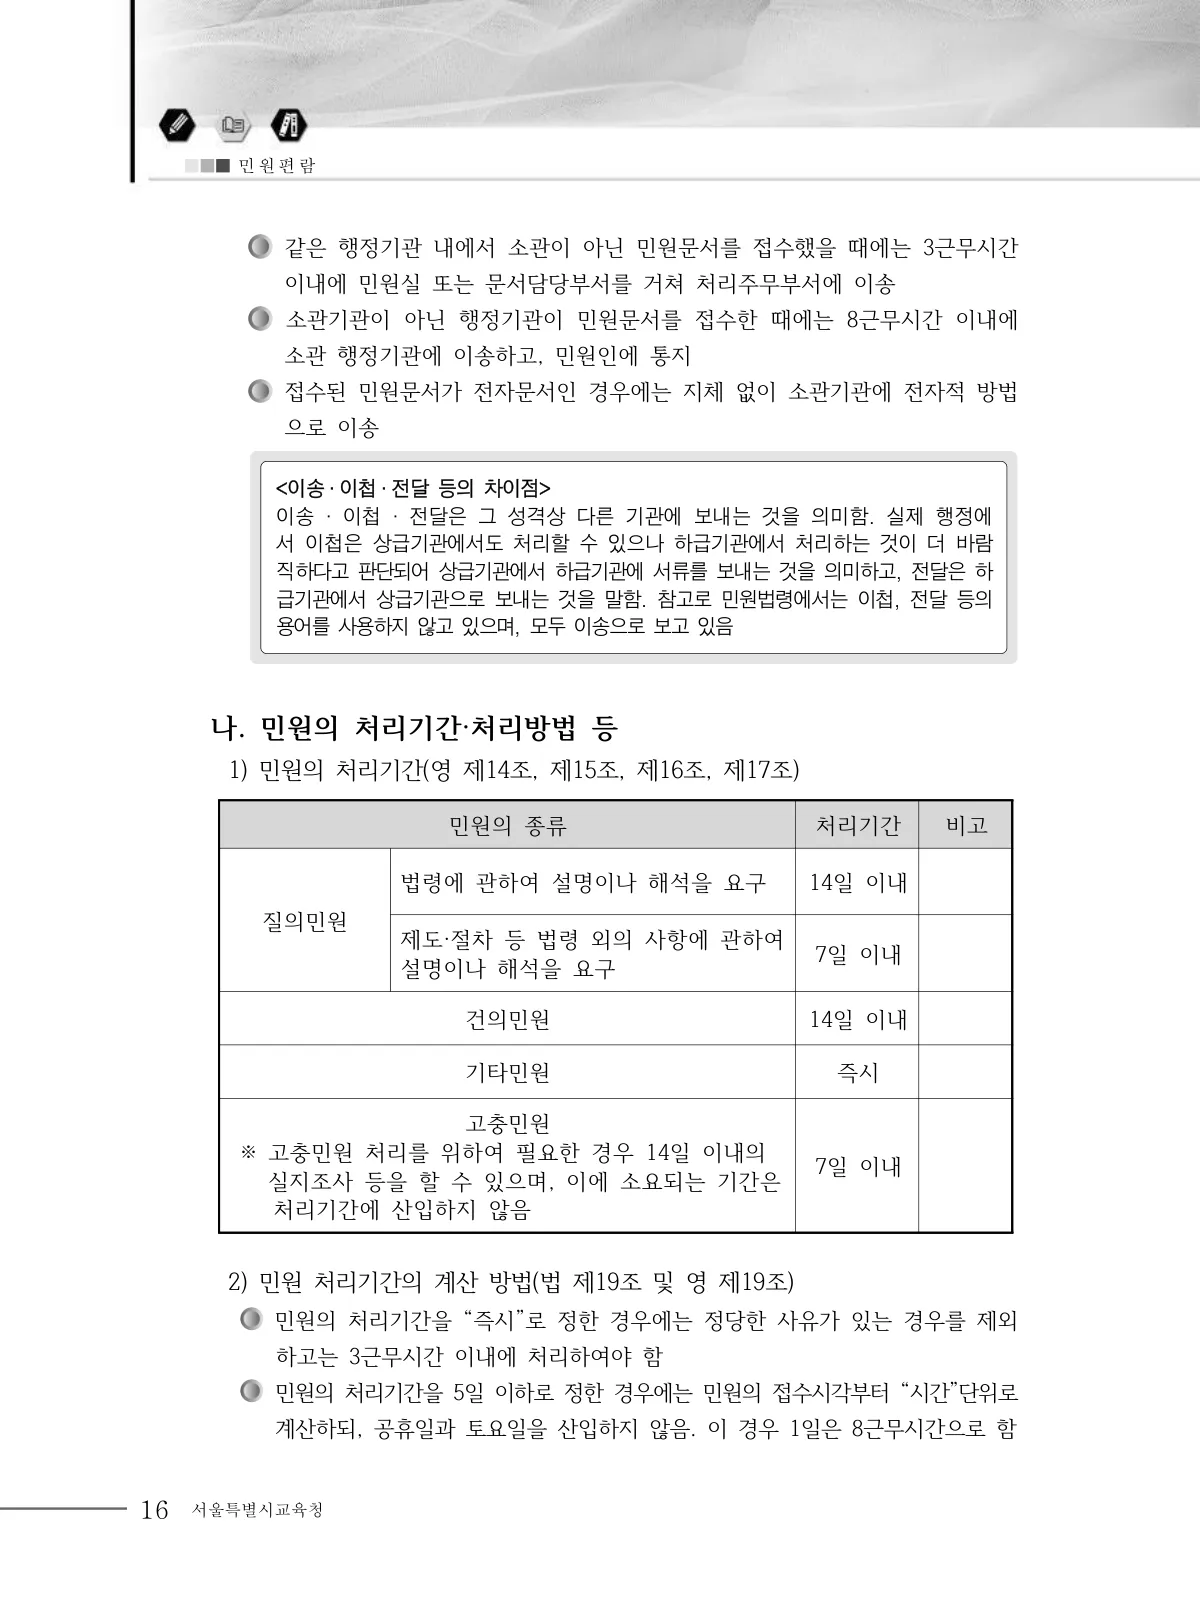 민원편람
같은 행정기관 내에서 소관이 아닌 민원문서를 접수했을 때에는 3근무시간
이내에 민원실 또는 문서담당부서를 거쳐 처리주무부서에 이송
소관기관이 아닌 행정기관이 민원문서를 접수한 때에는 8근무시간 이내에
소관 행정기관에 이송하고, 민원인에 통지
접수된 민원문서가 전자문서인 경우에는 지체 없이 소관기관에 전자적 방법
으로 이송
<이송·이첩·전달 등의 차이점>
이송 · 이첩 · 전달은 그 성격상 다른 기관에 보내는 것을 의미함. 실제 행정에
서 이첩은 상급기관에서도 처리할 수 있으나 하급기관에서 처리하는 것이 더 바람
직하다고 판단되어 상급기관에서 하급기관에 서류를 보내는 것을 의미하고, 전달은 하
급기관에서 상급기관으로 보내는 것을 말함. 참고로 민원법령에서는 이첩, 전달 등의
용어를 사용하지 않고 있으며, 모두 이송으로 보고 있음
나. 민원의 처리기간·처리방법 등
1) 민원의 처리기간(영 제14조, 제15조, 제16조, 제17조)
민원의 종류 처리기간 비고
질의민원
법령에 관하여 설명이나 해석을 요구 14일 이내
제도·절차 등 법령 외의 사항에 관하여
설명이나 해석을 요구
7일 이내
건의민원 14일 이내
기타민원 즉시
고충민원
※ 고충민원 처리를 위하여 필요한 경우 14일 이내의
실지조사 등을 할 수 있으며, 이에 소요되는 기간은
처리기간에 산입하지 않음
7일 이내
2) 민원 처리기간의 계산 방법(법 제19조 및 영 제19조)
민원의 처리기간을 “즉시”로 정한 경우에는 정당한 사유가 있는 경우를 제외
하고는 3근무시간 이내에 처리하여야 함
민원의 처리기간을 5일 이하로 정한 경우에는 민원의 접수시각부터 “시간”단위로
계산하되, 공휴일과 토요일을 산입하지 않음. 이 경우 1일은 8근무시간으로 함
16 서울특별시교육청